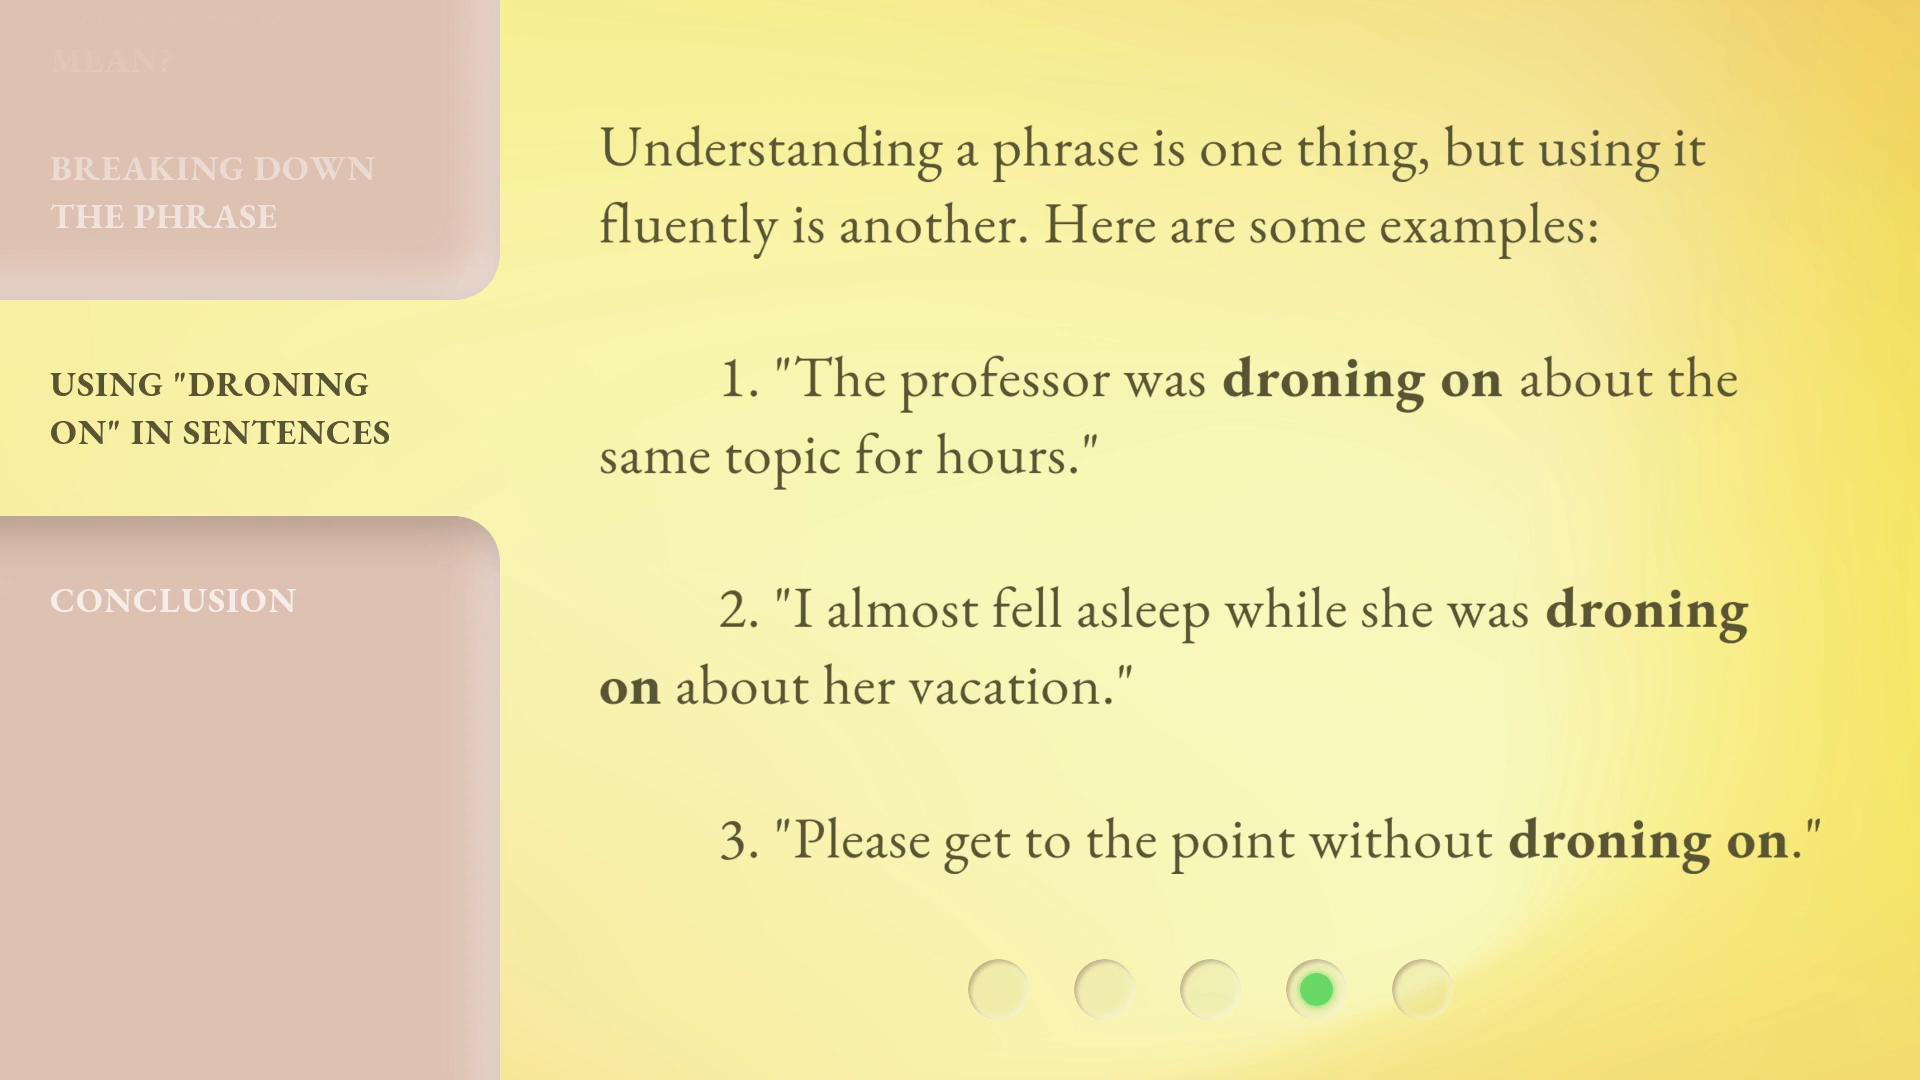 MEAN?
BREAKING DOWN
THE PHRASE
USING "DRONING
ON" IN SENTENCES
CONCLUSION
Understanding a phrase is one thing, but using it
fluently is another. Here are some examples:
1. "The professor was droning on about the
same topic for hours."
2. "I almost fell asleep while she was droning
on about her vacation."
3. "Please get to the point without droning on."